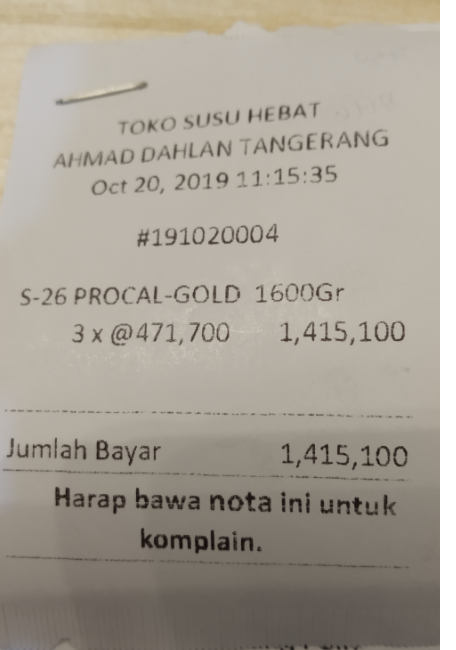 TOKO SUSU HEBAT
AHMAD DAHLAN TANGERANG
Oct 20, 2019 11:15:35
#191020004
S-26 PROCAL-GOLD 1600Gr
3 x @471,700 1,415,100
Jumlah Bayar 1,415,100
Harap bawa nota ini untuk
komplain.